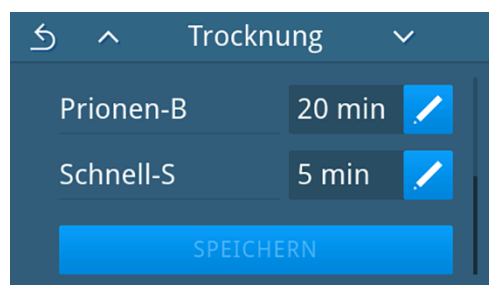 Trocknung
Prionen-B 20 min
Schnell-S 5 min
SPEICHERN